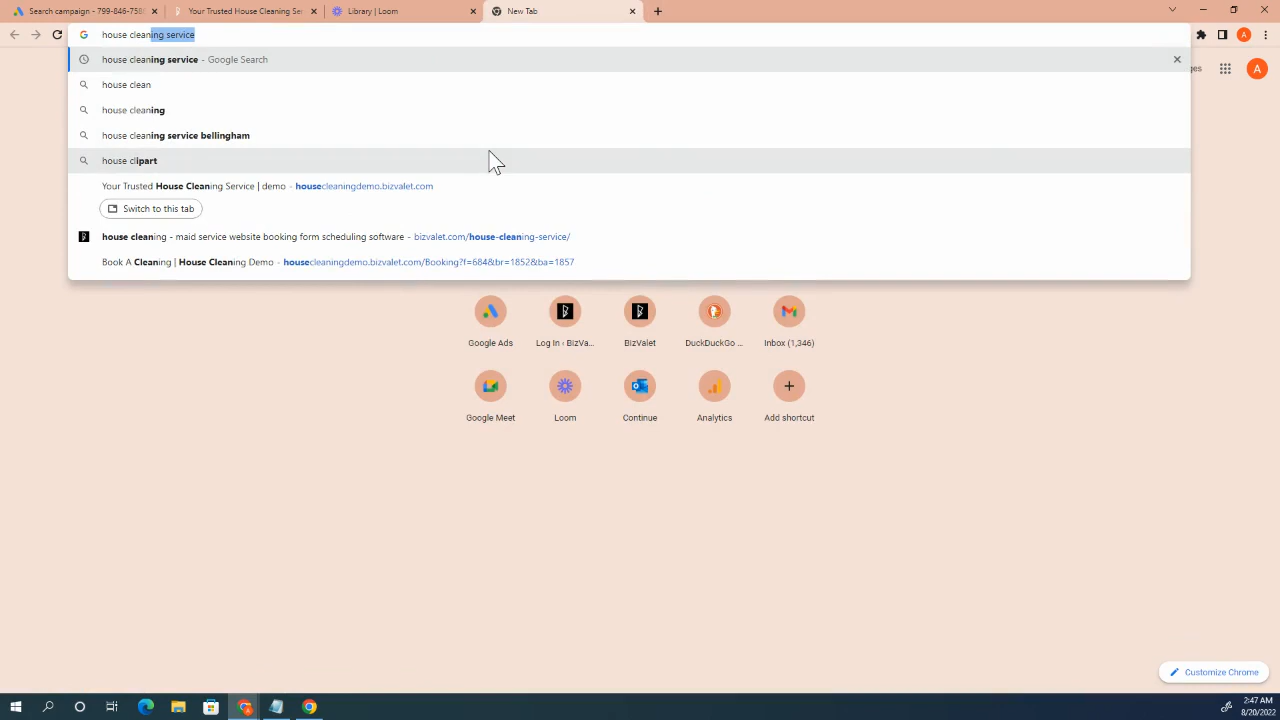 Search campaign - 799-846-758
Your Trusted House Cleaning Se
Library | Loom
New Tab
house cleaning service
house cleaning service - Google Search
house clean
house cleaning
house cleaning service bellingham
house clipart
Your Trusted House Cleaning Service | demo - housecleaningdemo.bizvalet.com
Switch to this tab
house cleaning - maid service website booking form scheduling software - bizvalet.com/house-cleaning-service/
Book A Cleaning | House Cleaning Demo - housecleaningdemo.bizvalet.com/Booking?f=684&br=1852&ba=1857
A
ges
A
Google Ads
Log In ‹ BizVa...
BizValet
DuckDuckGo ...
Inbox (1,346)
Google Meet
Loom
Continue
Analytics
Add shortcut
Customize Chrome
2:47 AM
8/20/2022